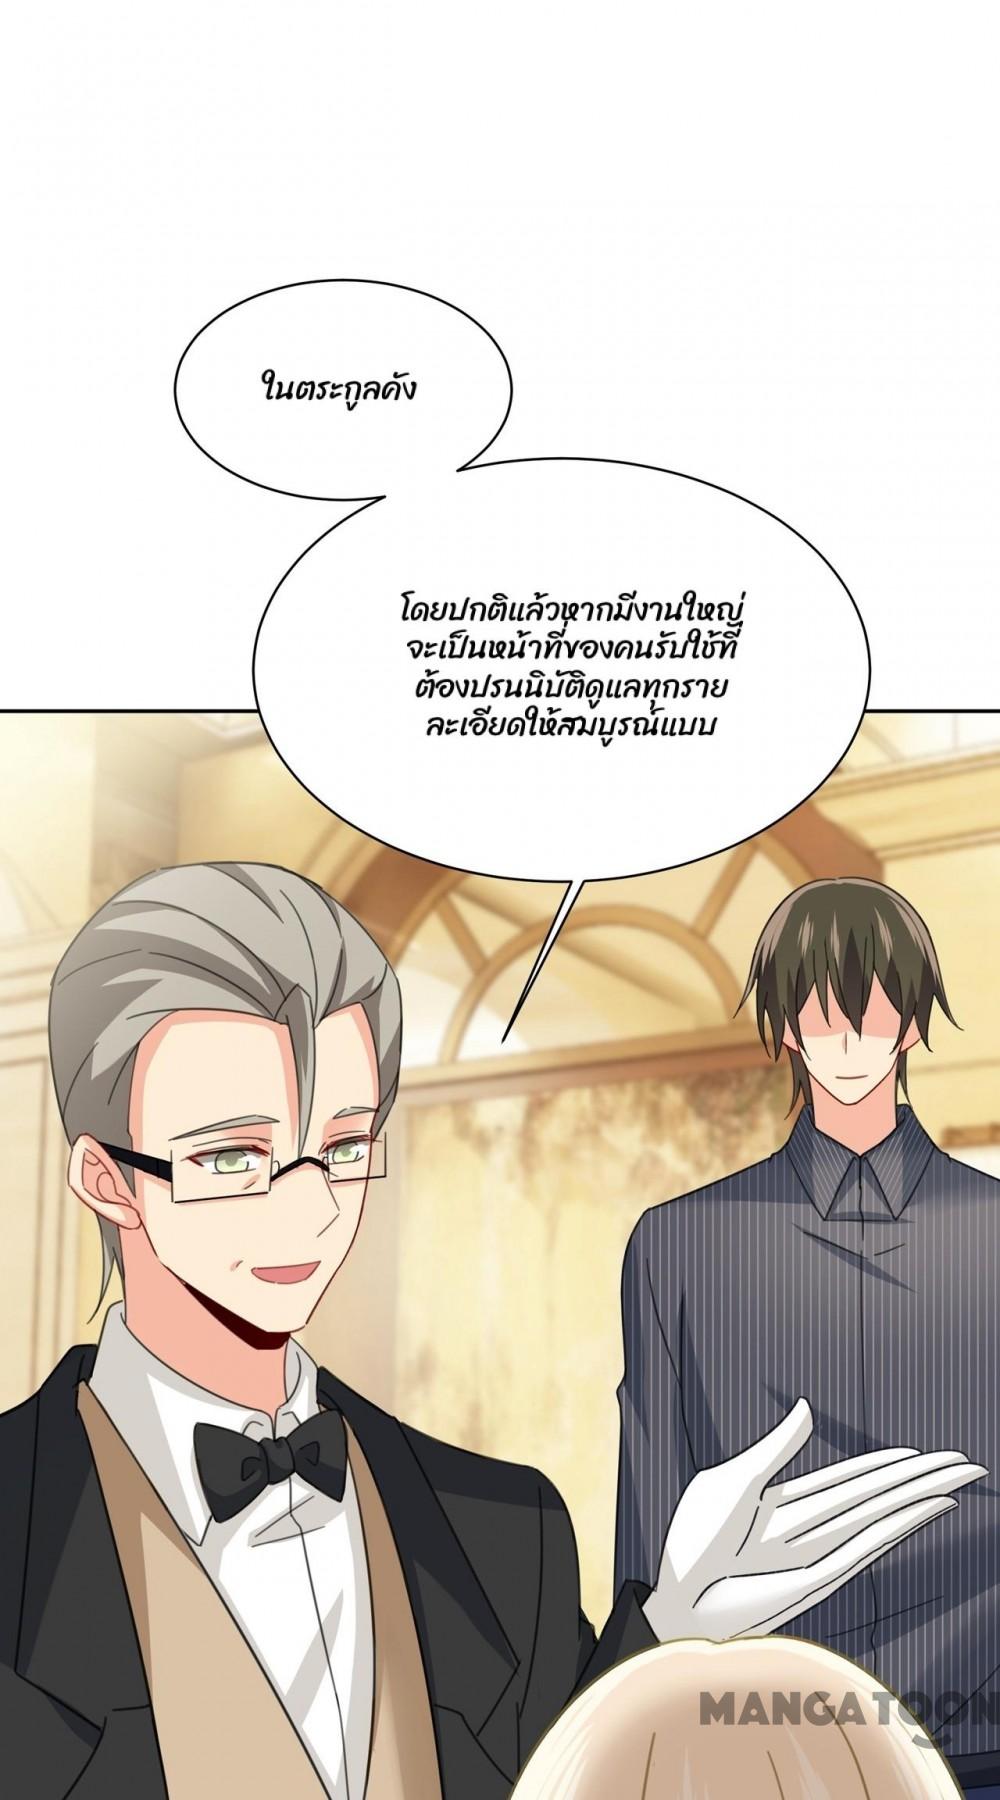 ในตระกูลคัง
โดยปกติแล้วหากมีงานใหญ่
จะเป็นหน้าที่ของคนรับใช้ที่
ต้องปรนนิบัติดูแลทุกราย
ละเอียดให้สมบูรณ์แบบ
MANGATOON